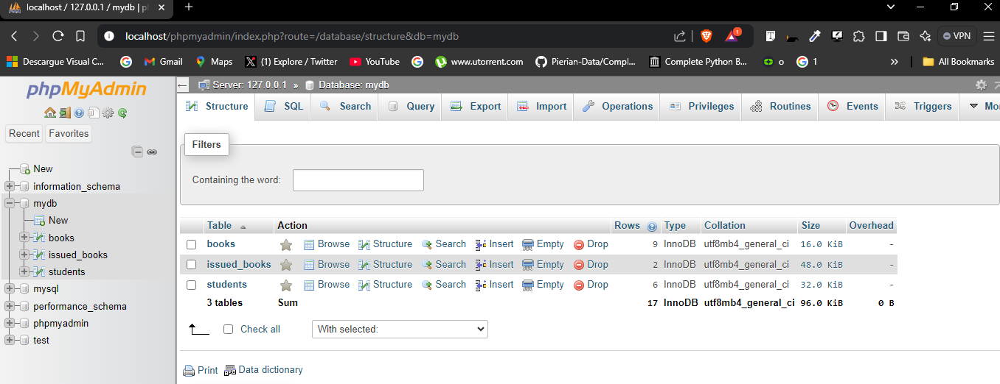 localhost / 127.0.0.1 / mydb | p
localhost/phpmyadmin/index.php?route=/database/structure&db=mydb
1
VPN
Descargue Visual C...
Gmail
Maps
(1) Explore / Twitter
YouTube
www.utorrent.com
Pierian-Data/Compl...
Complete Python B...
o
1
»
All Bookmarks
phpMyAdmin
Recent
Favorites
New
information_schema
mydb
New
books
issued_books
students
mysql
performance_schema
phpmyadmin
test
Server: 127.0.0.1 » Database: mydb
Structure SQL Search Query Export Import Operations Privileges Routines Events Triggers Mo
Filters
Containing the word:
Table Action Rows Type Collation Size Overhead
books Browse Structure Search Insert Empty Drop 9 InnoDB utf8mb4_general_ci 16.0 KiB -
issued_books Browse Structure Search Insert Empty Drop 2 InnoDB utf8mb4_general_ci 48.0 KiB -
students Browse Structure Search Insert Empty Drop 6 InnoDB utf8mb4_general_ci 32.0 KiB -
3 tables Sum 17 InnoDB utf8mb4_general_ci 96.0 KiB 0 B
Check all With selected:
Print Data dictionary